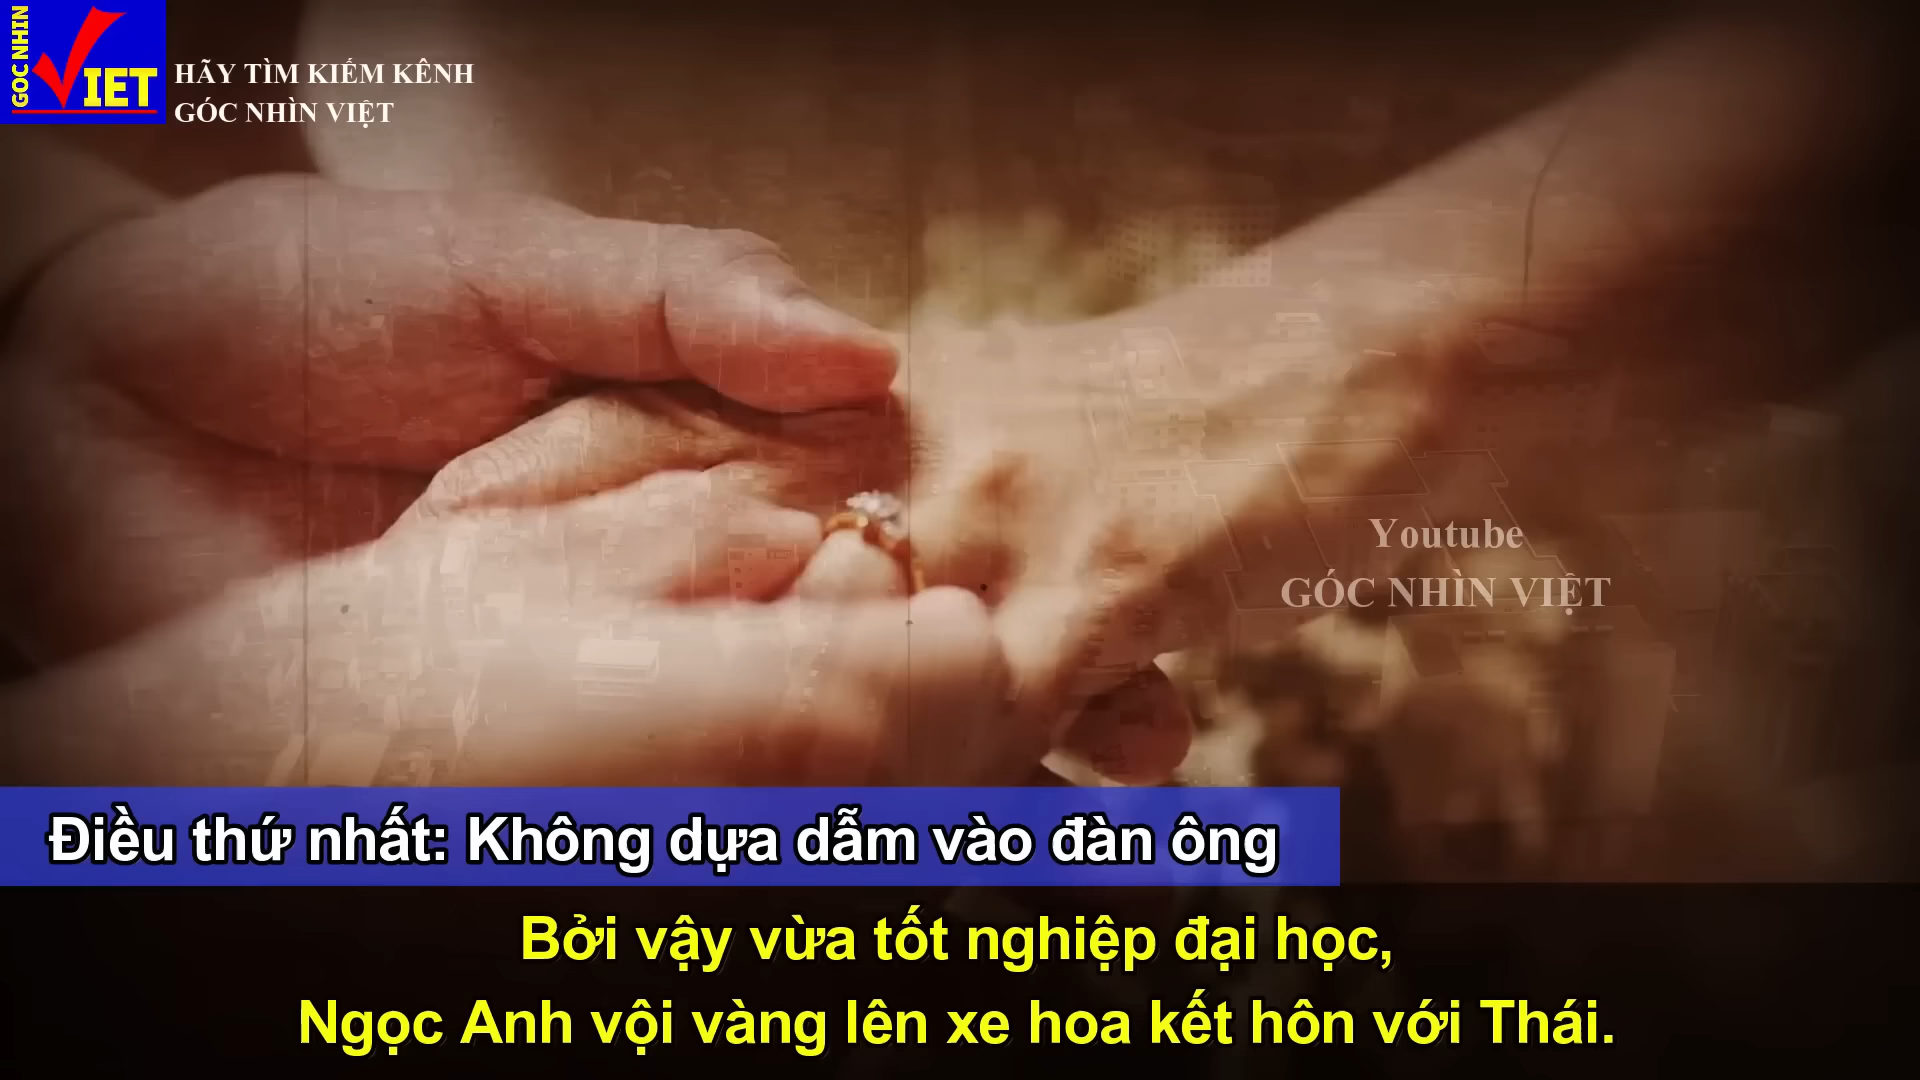 GOC NHIN
VIET
HÃY TÌM KIẾM KÊNH
GÓC NHÌN VIỆT
Youtube
GÓC NHÌN VIỆT
Điều thứ nhất: Không dựa dẫm vào đàn ông
Bởi vậy vừa tốt nghiệp đại học,
Ngọc Anh vội vàng lên xe hoa kết hôn với Thái.